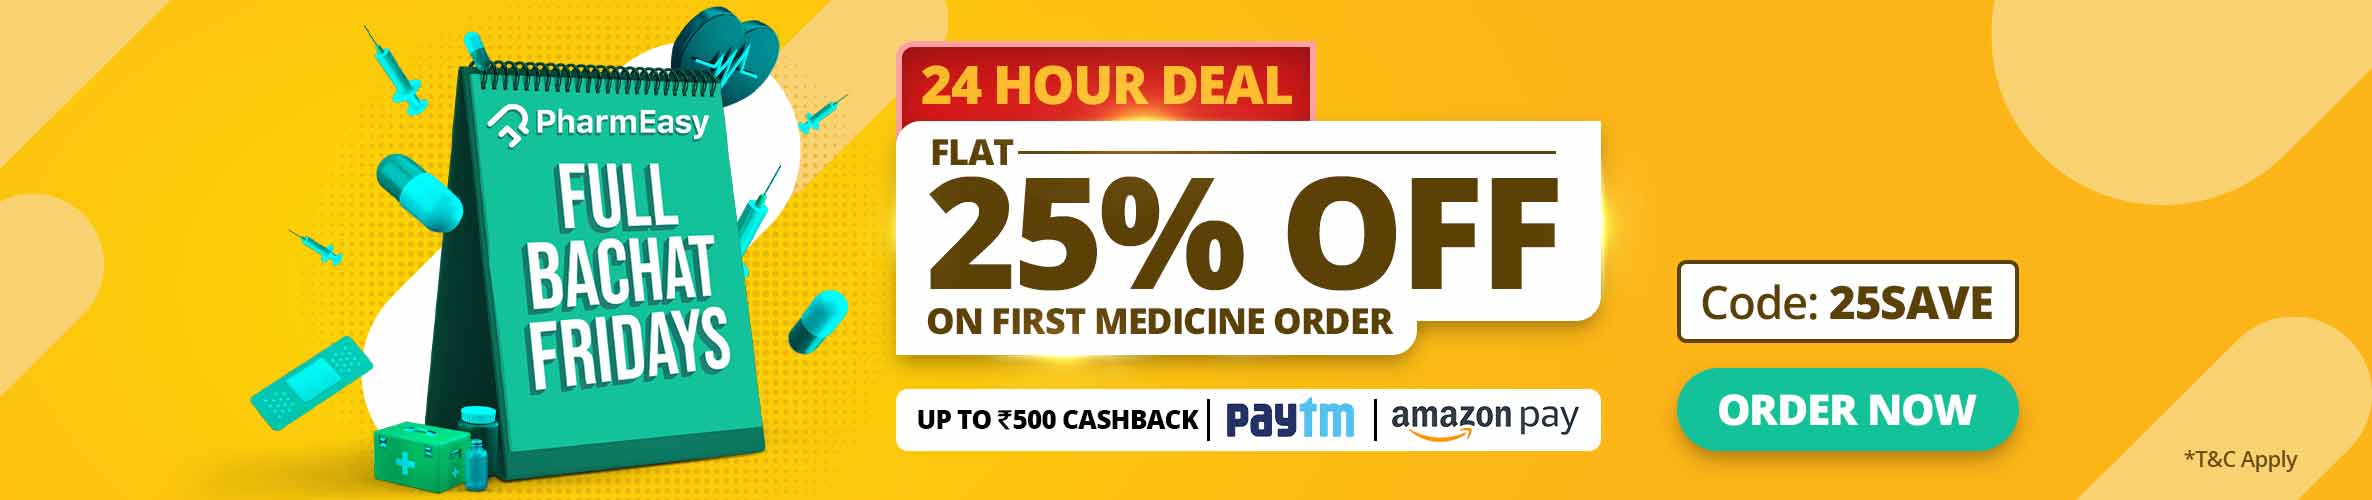 PharmEasy
FULL
BACHAT
FRIDAYS
24 HOUR DEAL
FLAT
25% OFF
ON FIRST MEDICINE ORDER
UP TO ₹500 CASHBACK | paytm | amazon pay
Code: 25SAVE
ORDER NOW
*T&C Apply